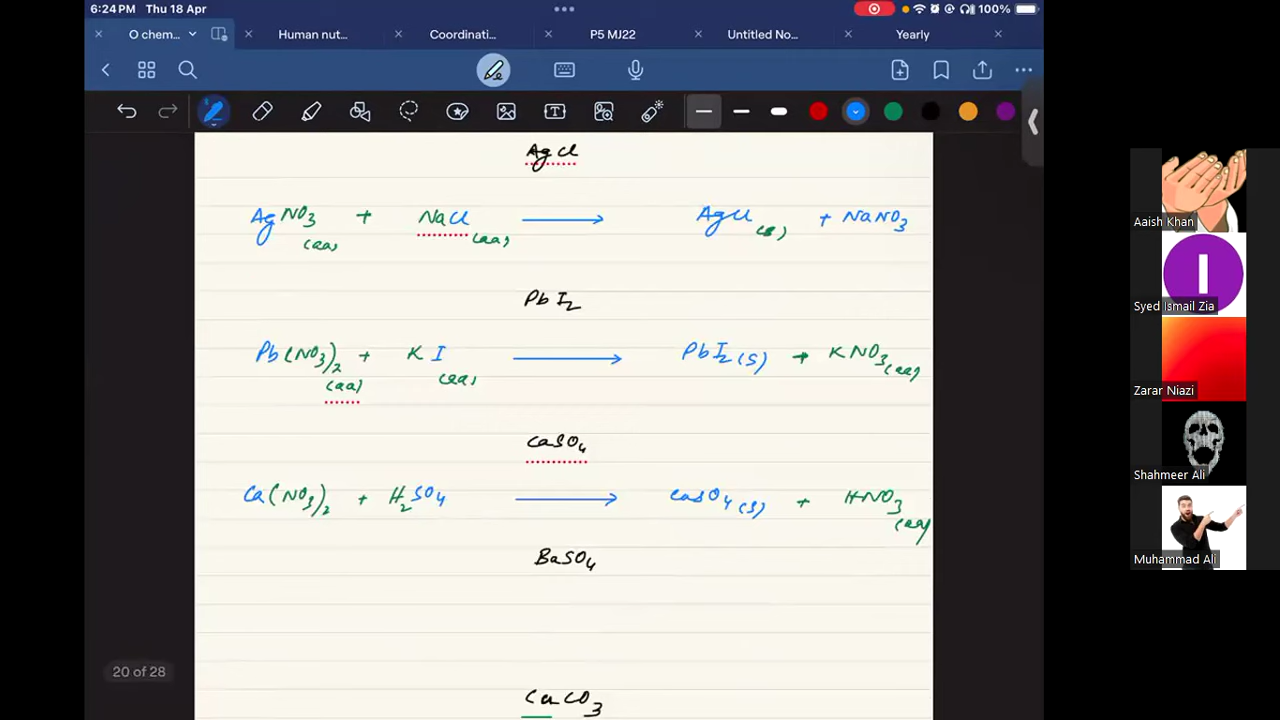 6:24 PM Thu 18 Apr 100%
O chem... Human nut... Coordinati... P5 MJ22 Untitled No... Yearly
AgCl
AgNO3 (aq) + NaCl (aq) → AgCl (s) + NaNO3
PbI2
Pb(NO3)2 (aq) + KI (aq) → PbI2 (s) + KNO3 (aq)
CaSO4
Ca(NO3)2 + H2SO4 → CaSO4 (s) + HNO3 (aq)
BaSO4
CaCO3
20 of 28
Aaish Khan
I
Syed Ismail Zia
Zarar Niazi
Shahmeer Ali
Muhammad Ali